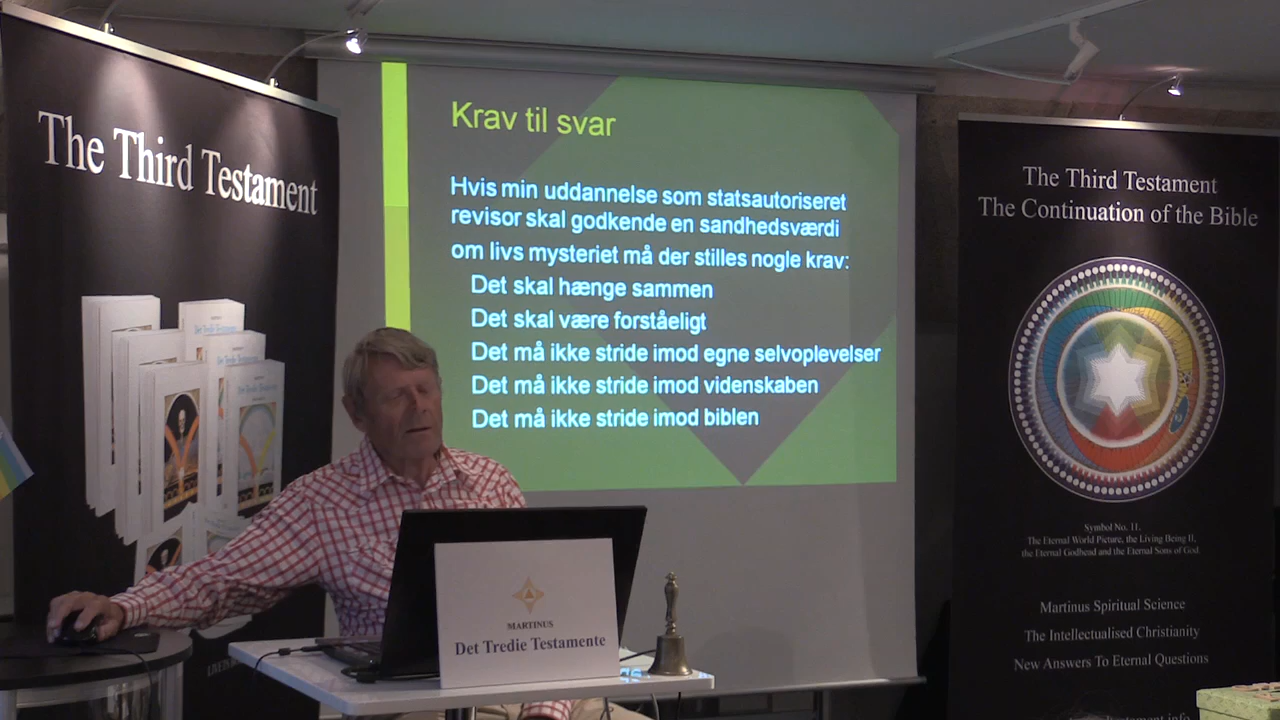 The Third Testament
Krav til svar
Hvis min uddannelse som statsautoriseret
revisor skal godkende en sandhedsværdi
om livs mysteriet må der stilles nogle krav:
Det skal hænge sammen
Det skal være forståeligt
Det må ikke stride imod egne selvoplevelser
Det må ikke stride imod videnskaben
Det må ikke stride imod biblen
MARTINUS
Det Tredie Testamente
The Third Testament
The Continuation of the Bible
Symbol No. 11.
The Eternal World Picture, the Living Being II,
the Eternal Godhead and the Eternal Sons of God
Martinus Spiritual Science
The Intellectualised Christianity
New Answers To Eternal Questions